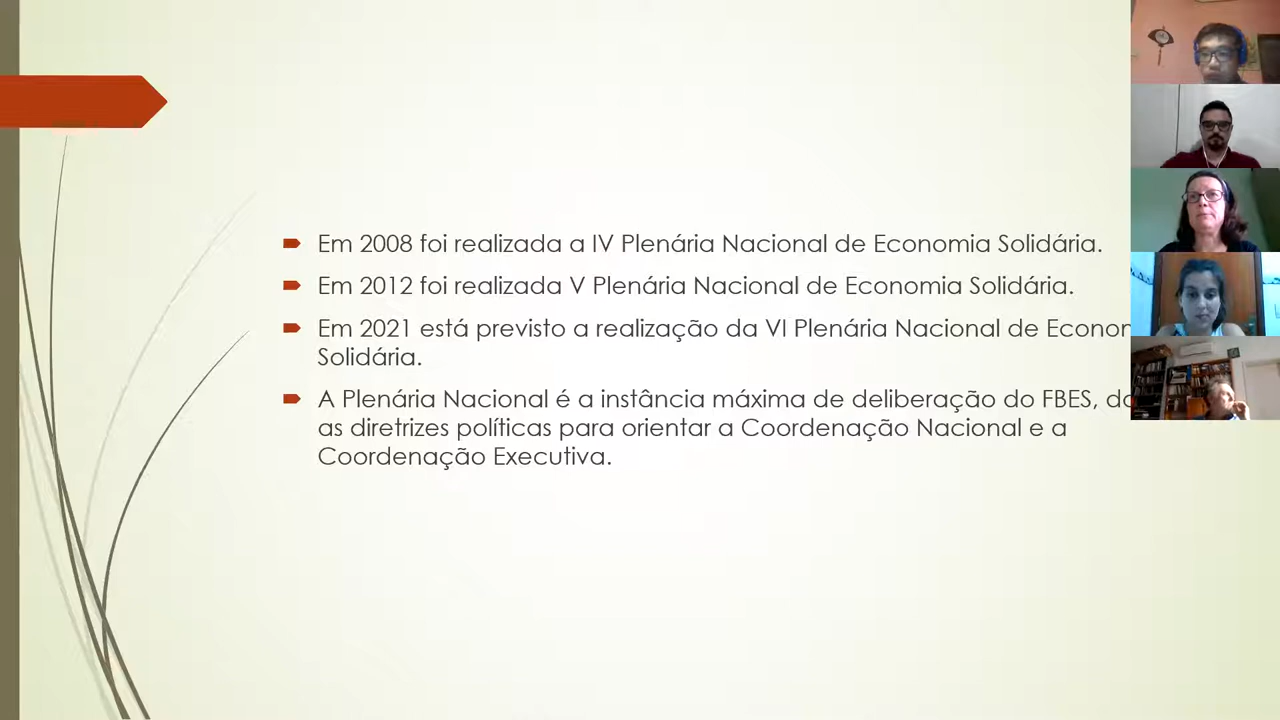 Em 2008 foi realizada a IV Plenária Nacional de Economia Solidária.
Em 2012 foi realizada V Plenária Nacional de Economia Solidária.
Em 2021 está previsto a realização da VI Plenária Nacional de
Solidária.
A Plenária Nacional é a instância máxima de deliberação do FBES,
as diretrizes políticas para orientar a Coordenação Nacional e a
Coordenação Executiva.